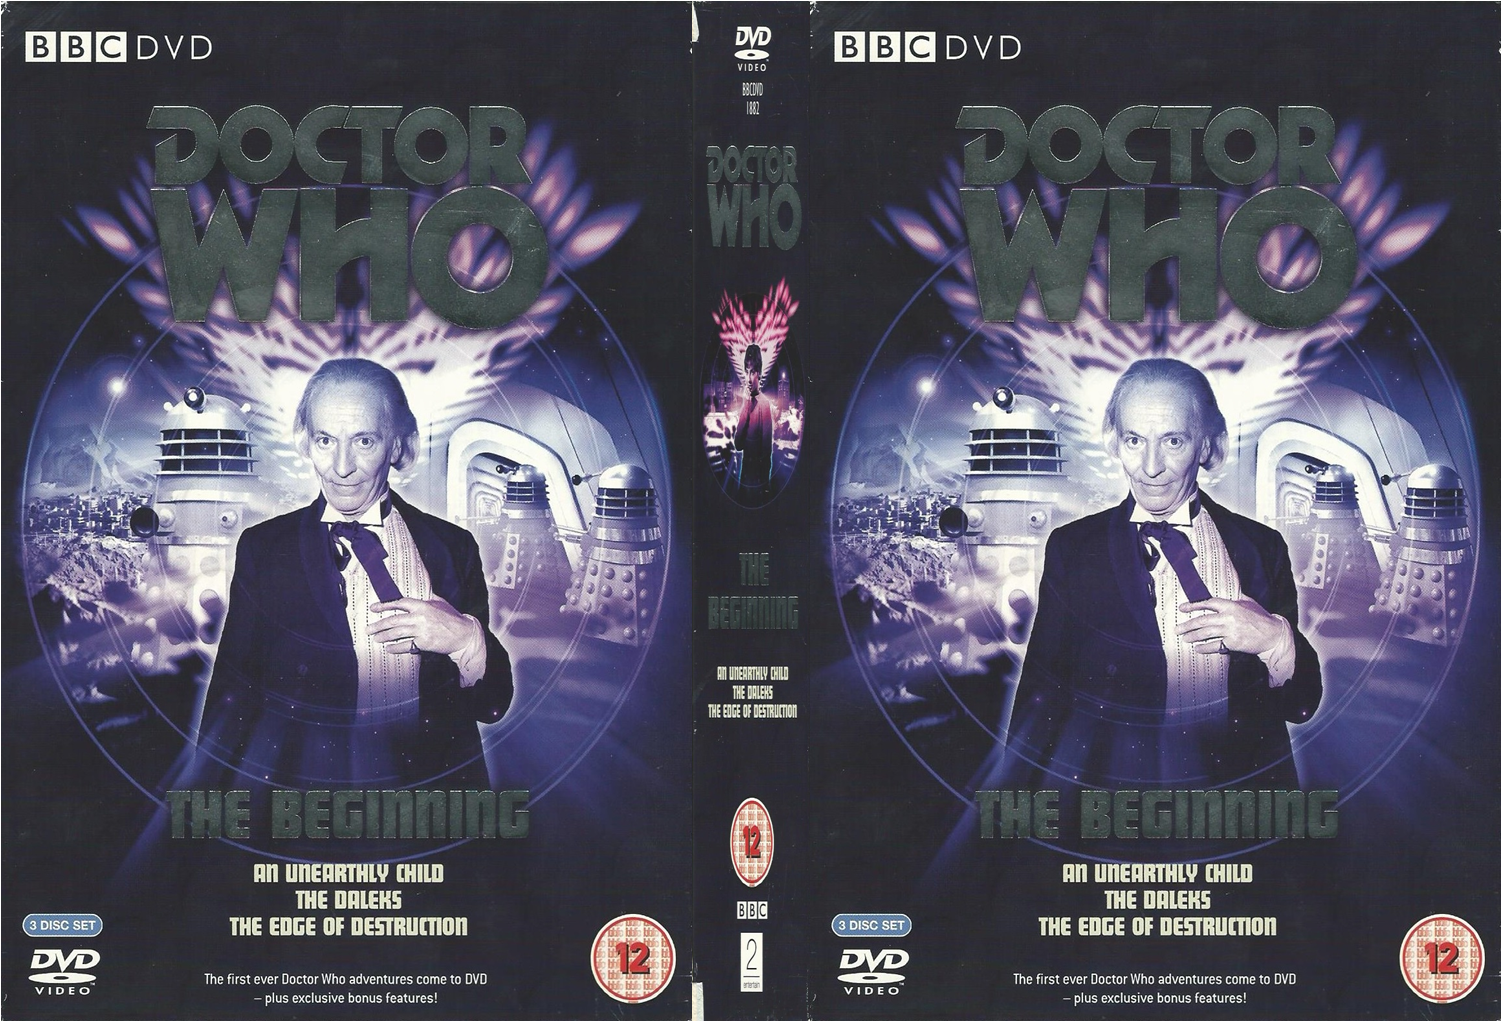 BBC DVD
DOCTOR
WHO
THE BEGINNING
AN UNEARTHLY CHILD
THE DALEKS
THE EDGE OF DESTRUCTION
3 DISC SET
DVD
VIDEO
12
The first ever Doctor Who adventures come to DVD
– plus exclusive bonus features!
DVD
VIDEO
BBCDVD
1882
DOCTOR
WHO
THE
BEGINNING
AN UNEARTHLY CHILD
THE DALEKS
THE EDGE OF DESTRUCTION
12
BBC
2
entertain
BBC DVD
DOCTOR
WHO
THE BEGINNING
AN UNEARTHLY CHILD
THE DALEKS
THE EDGE OF DESTRUCTION
3 DISC SET
DVD
VIDEO
12
The first ever Doctor Who adventures come to DVD
– plus exclusive bonus features!